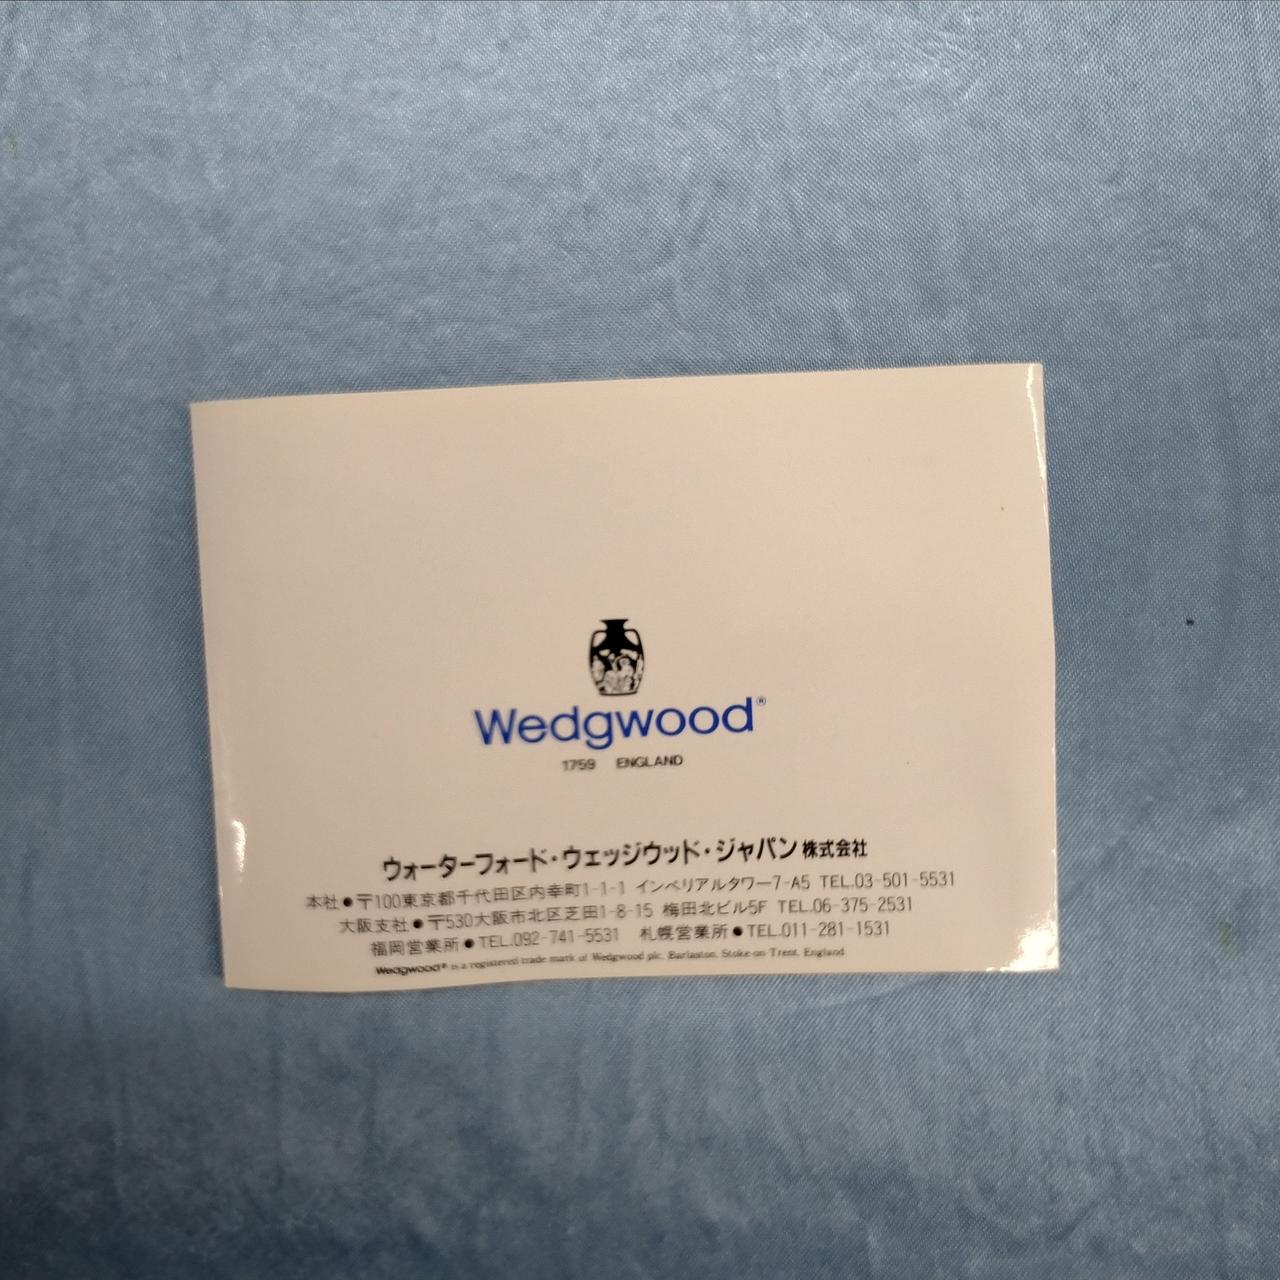 Wedgwood®
1759 ENGLAND
ウォーターフォード・ウェッジウッド・ジャパン株式会社
本社●〒100東京都千代田区内幸町1-1-1 インペリアルタワー7-A5 TEL.03-501-5531
大阪支社●〒530大阪市北区芝田1-8-15 梅田北ビル5F TEL.06-375-2531
福岡営業所●TEL.092-741-5531 札幌営業所●TEL.011-281-1531
Wedgwood® is a registered trade mark of Wedgwood plc. Barlaston. Stoke-on-Trent. England